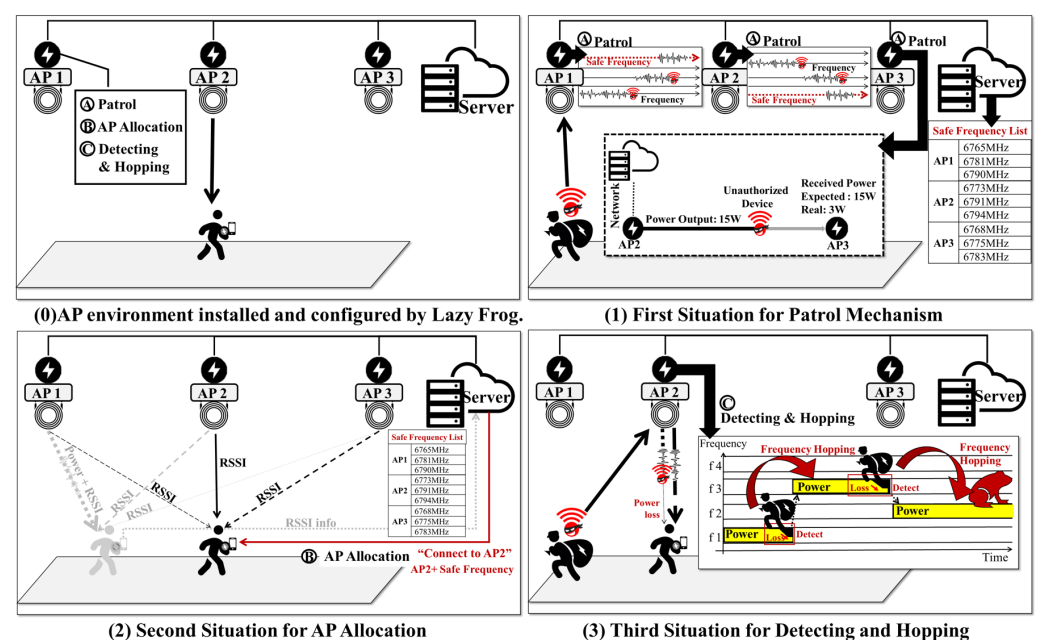 AP 1
AP 2
AP 3
Server
Ⓐ Patrol
Ⓑ AP Allocation
Ⓒ Detecting
& Hopping
(0)AP environment installed and configured by Lazy Frog.
Ⓐ Patrol
Ⓐ Patrol
Ⓐ Patrol
AP 1
AP 2
AP 3
Server
Safe Frequency
Frequency
Frequency
Safe Frequency
Safe Frequency List
AP1
6765MHz
6781MHz
6790MHz
AP2
6773MHz
6791MHz
6794MHz
AP3
6768MHz
6775MHz
6783MHz
Network
Unauthorized
Device
Received Power
Expected : 15W
Real: 3W
Power Output: 15W
AP2
AP3
(1) First Situation for Patrol Mechanism
AP 1
AP 2
AP 3
Server
Safe Frequency List
AP1
6765MHz
6781MHz
6790MHz
AP2
6773MHz
6791MHz
6794MHz
AP3
6768MHz
6775MHz
6783MHz
Power + RSSI
RSSI
RSSI
RSSI
RSSI
RSSI
RSSI info
Ⓑ AP Allocation
“Connect to AP2”
AP2+ Safe Frequency
(2) Second Situation for AP Allocation
AP 1
AP 2
AP 3
Server
Ⓒ
Detecting & Hopping
Power
loss
Frequency
Frequency Hopping
Frequency
Hopping
f 4
f 3
f 2
f 1
Power
Loss
Detect
Power
Power
Loss
Detect
Time
(3) Third Situation for Detecting and Hopping